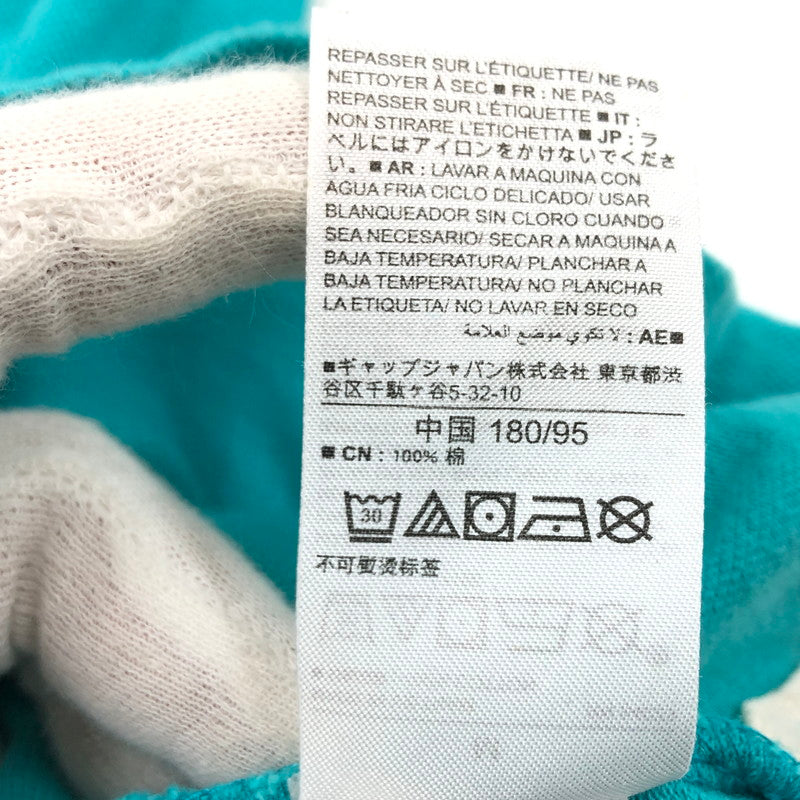 REPASSER SUR L'ÉTIQUETTE/ NE PAS
NETTOYER À SEC ■ FR : NE PAS
REPASSER SUR L'ÉTIQUETTE ■ IT :
NON STIRARE L'ETICHETTA ■ JP : ラ
ベルにはアイロンをかけないでくださ
い。■ AR : LAVAR A MAQUINA CON
AGUA FRIA CICLO DELICADO/ USAR
BLANQUEADOR SIN CLORO CUANDO
SEA NECESARIO/ SECAR A MAQUINA A
BAJA TEMPERATURA/ PLANCHAR A
BAJA TEMPERATURA/ NO PLANCHAR
LA ETIQUETA/ NO LAVAR EN SECO
■AE : لا تكوي موضع العلامة
■ギャップジャパン株式会社 東京都渋
谷区千駄ヶ谷5-32-10
中国 180/95
■ CN : 100% 棉
30
不可熨烫标签